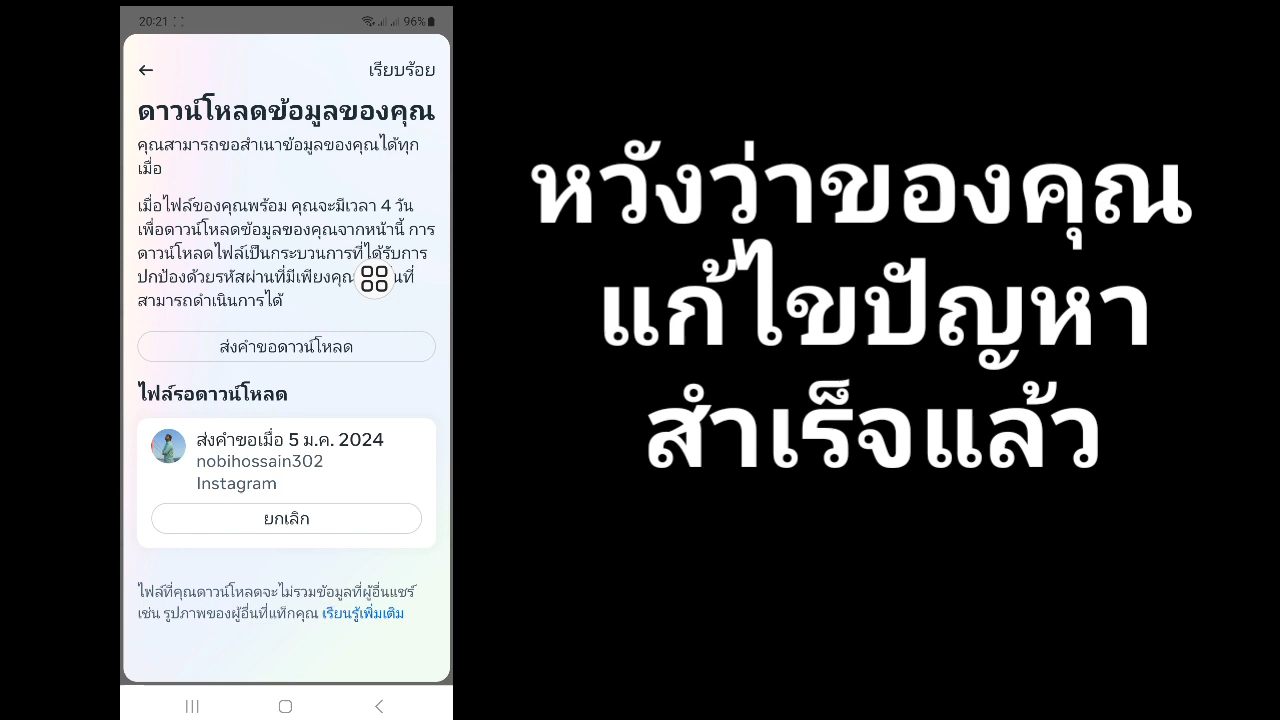 20:21
96%
เรียบร้อย
ดาวน์โหลดข้อมูลของคุณ
คุณสามารถขอสำเนาข้อมูลของคุณได้ทุก
เมื่อ
เมื่อไฟล์ของคุณพร้อม คุณจะมีเวลา 4 วัน
เพื่อดาวน์โหลดข้อมูลของคุณจากหน้านี้ การ
ดาวน์โหลดไฟล์เป็นกระบวนการที่ได้รับการ
ปกป้องด้วยรหัสผ่านที่มีเพียงคุณ นที่
สามารถดำเนินการได้
ส่งคำขอดาวน์โหลด
ไฟล์รอดาวน์โหลด
ส่งคำขอเมื่อ 5 ม.ค. 2024
nobihossain302
Instagram
ยกเลิก
ไฟล์ที่คุณดาวน์โหลดจะไม่รวมข้อมูลที่ผู้อื่นแชร์
เช่น รูปภาพของผู้อื่นที่แท็กคุณ เรียนรู้เพิ่มเติม
หวังว่าของคุณ
แก้ไขปัญหา
สำเร็จแล้ว